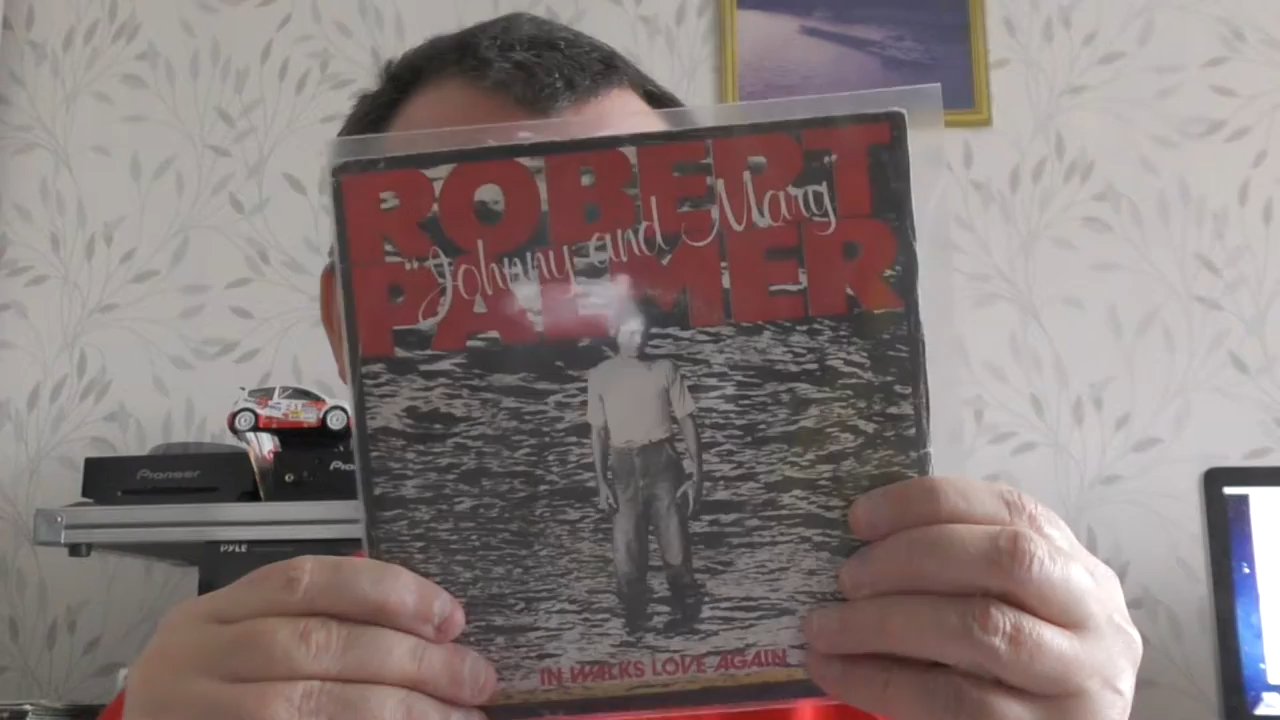 ROBERT
"Johnny and Mary"
PALMER
IN WALKS LOVE AGAIN
Pioneer
PYLE